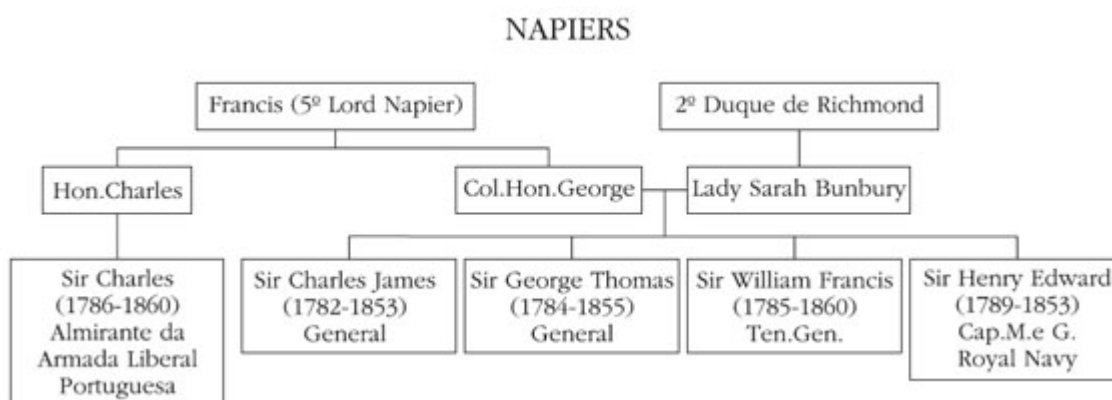 NAPIERS
Francis (5º Lord Napier)
2º Duque de Richmond
Hon.Charles
Col.Hon.George
Lady Sarah Bunbury
Sir Charles
(1786-1860)
Almirante da
Armada Liberal
Portuguesa
Sir Charles James
(1782-1853)
General
Sir George Thomas
(1784-1855)
General
Sir William Francis
(1785-1860)
Ten.Gen.
Sir Henry Edward
(1789-1853)
Cap.M.e G.
Royal Navy